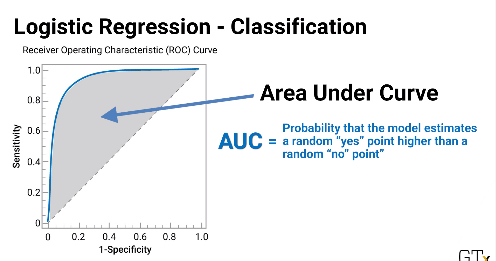 Logistic Regression - Classification
Receiver Operating Characteristic (ROC) Curve
1.0
0.8
0.6
0.4
0.2
0
Sensitivity
0 0.2 0.4 0.6 0.8 1.0
1-Specificity
Area Under Curve
AUC =
Probability that the model estimates
a random “yes” point higher than a
random “no” point”
GTx